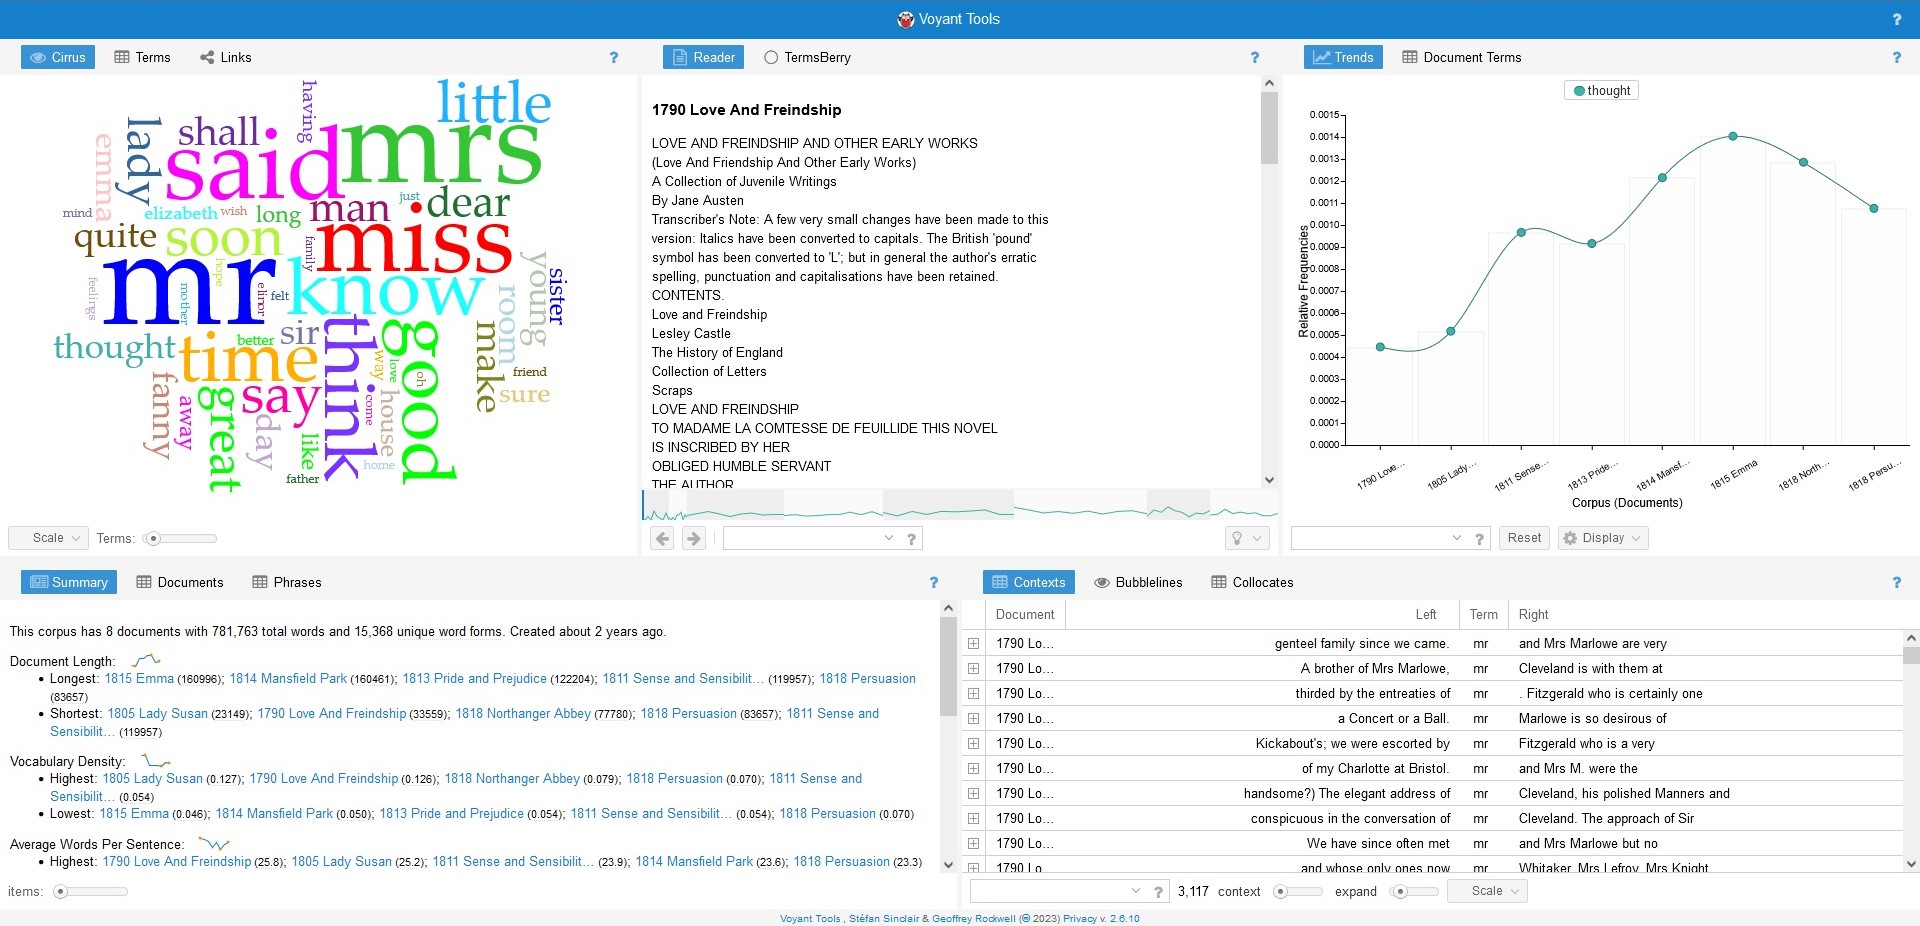 Voyant Tools
?
Cirrus
Terms
Links
?
having
little
lady
shall
mrs
emma
said
just
mind
elizabeth
wish
long
man
dear
quite
soon
family
miss
young
sister
feelings
mr
hope
mother
elinor
felt
know
room
thought
time
better
sir
think
way
love
oh
good
make
friend
sure
fanny
away
great
say
day
like
come
house
home
father
Scale
Terms:
Reader
TermsBerry
?
1790 Love And Freindship
LOVE AND FREINDSHIP AND OTHER EARLY WORKS
(Love And Friendship And Other Early Works)
A Collection of Juvenile Writings
By Jane Austen
Transcriber's Note: A few very small changes have been made to this
version: Italics have been converted to capitals. The British 'pound'
symbol has been converted to 'L'; but in general the author's erratic
spelling, punctuation and capitalisations have been retained.
CONTENTS.
Love and Freindship
Lesley Castle
The History of England
Collection of Letters
Scraps
LOVE AND FREINDSHIP
TO MADAME LA COMTESSE DE FEUILLIDE THIS NOVEL
IS INSCRIBED BY HER
OBLIGED HUMBLE SERVANT
THE AUTHOR
?
Trends
Document Terms
?
thought
0.0015
0.0014
0.0013
0.0012
0.0011
0.0010
0.0009
0.0008
0.0007
0.0006
0.0005
0.0004
0.0003
0.0002
0.0001
0.0000
Relative Frequencies
1790 Love...
1805 Lady...
1811 Sense...
1813 Pride...
1814 Mansf...
1815 Emma
1818 North...
1818 Persu...
Corpus (Documents)
?
Reset
Display
Summary
Documents
Phrases
?
This corpus has 8 documents with 781,763 total words and 15,368 unique word forms. Created about 2 years ago.
Document Length:
• Longest: 1815 Emma (160996); 1814 Mansfield Park (160461); 1813 Pride and Prejudice (122204); 1811 Sense and Sensibilit... (119957); 1818 Persuasion
(83657)
• Shortest: 1805 Lady Susan (23149); 1790 Love And Freindship (33559); 1818 Northanger Abbey (77780); 1818 Persuasion (83657); 1811 Sense and
Sensibilit... (119957)
Vocabulary Density:
• Highest: 1805 Lady Susan (0.127); 1790 Love And Freindship (0.126); 1818 Northanger Abbey (0.079); 1818 Persuasion (0.070); 1811 Sense and
Sensibilit... (0.054)
• Lowest: 1815 Emma (0.046); 1814 Mansfield Park (0.050); 1813 Pride and Prejudice (0.054); 1811 Sense and Sensibilit... (0.054); 1818 Persuasion (0.070)
Average Words Per Sentence:
• Highest: 1790 Love And Freindship (25.8); 1805 Lady Susan (25.2); 1811 Sense and Sensibilit... (23.9); 1814 Mansfield Park (23.6); 1818 Persuasion (23.3)
items:
Contexts
Bubblelines
Collocates
?
Document Left Term Right
1790 Lo... genteel family since we came. mr and Mrs Marlowe are very
1790 Lo... A brother of Mrs Marlowe, mr Cleveland is with them at
1790 Lo... thirded by the entreaties of mr . Fitzgerald who is certainly one
1790 Lo... a Concert or a Ball. mr Marlowe is so desirous of
1790 Lo... Kickabout's; we were escorted by mr Fitzgerald who is a very
1790 Lo... of my Charlotte at Bristol. mr and Mrs M. were the
1790 Lo... handsome?) The elegant address of mr Cleveland, his polished Manners and
1790 Lo... conspicuous in the conversation of mr Cleveland. The approach of Sir
1790 Lo... We have since often met mr and Mrs Marlowe but no
1790 Lo... and whose only ones now mr Whitaker, Mrs Lefroy, Mrs Knight
? 3,117 context expand Scale
Voyant Tools , Stéfan Sinclair & Geoffrey Rockwell (© 2023) Privacy v. 2.6.10